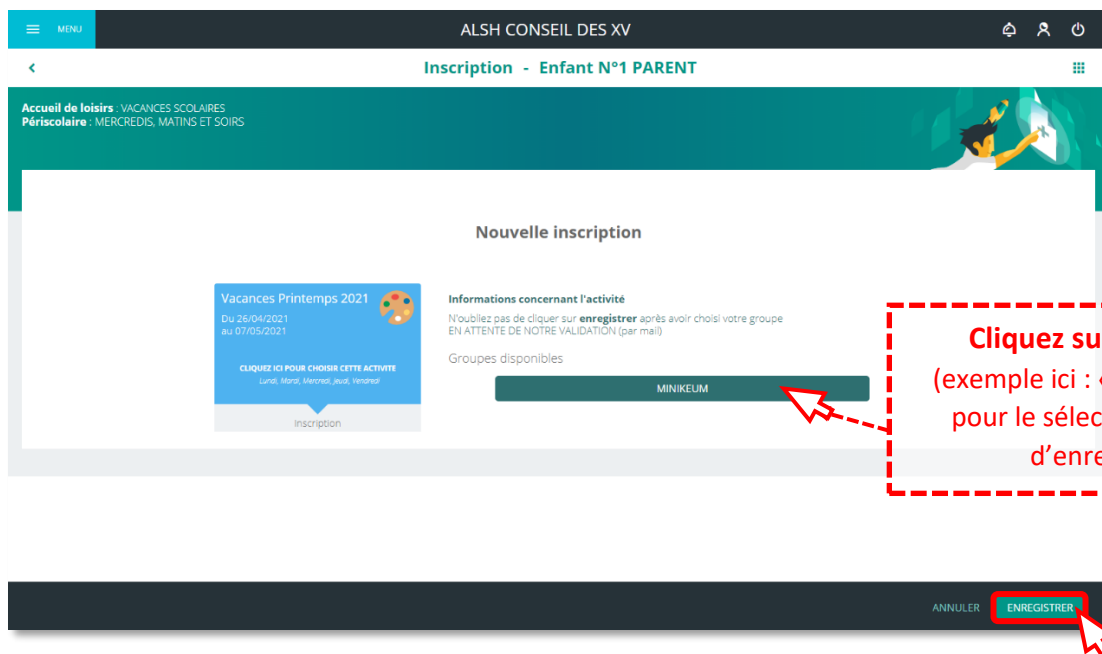 MENU
ALSH CONSEIL DES XV
Inscription - Enfant N°1 PARENT
Accueil de loisirs : VACANCES SCOLAIRES
Périscolaire : MERCREDIS, MATINS ET SOIRS
Nouvelle inscription
Vacances Printemps 2021
Du 26/04/2021
au 07/05/2021
CLIQUEZ ICI POUR CHOISIR CETTE ACTIVITE
Lundi, Mardi, Mercredi, Jeudi, Vendredi
Inscription
Informations concernant l'activité
N'oubliez pas de cliquer sur enregistrer après avoir choisi votre groupe
EN ATTENTE DE NOTRE VALIDATION (par mail)
Groupes disponibles
MINIKEUM
Cliquez su
(exemple ici : «
pour le sélec
d'enre
ANNULER
ENREGISTRER